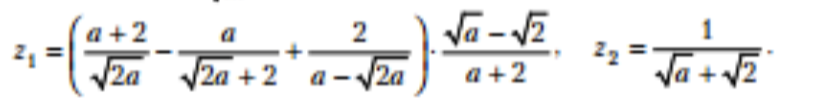 z₁ = ( (a + 2)/√(2a) − a/(√(2a) + 2) + 2/(a − √(2a)) ) · (√a − √2)/(a + 2),   z₂ = 1/(√a + √2).